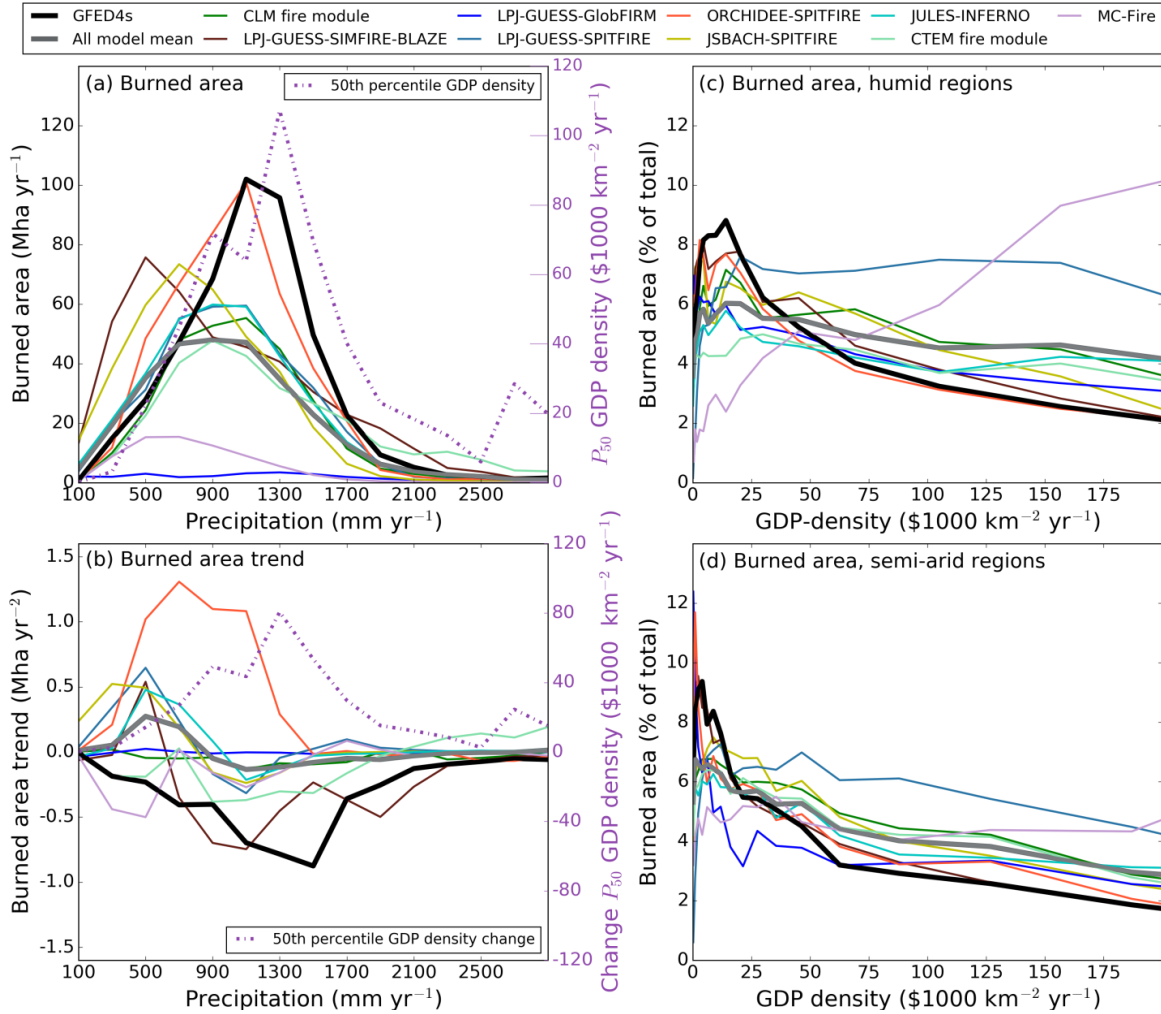 GFED4s
CLM fire module
LPJ-GUESS-GlobFIRM
ORCHIDEE-SPITFIRE
JULES-INFERNO
MC-Fire
All model mean
LPJ-GUESS-SIMFIRE-BLAZE
LPJ-GUESS-SPITFIRE
JSBACH-SPITFIRE
CTEM fire module
(a) Burned area
50th percentile GDP density
120
100
80
60
40
20
0
Burned area (Mha yr⁻¹)
120
100
80
60
40
20
0
P₅₀ GDP density ($1000 km⁻² yr⁻¹)
100 500 900 1300 1700 2100 2500
Precipitation (mm yr⁻¹)
(c) Burned area, humid regions
12
10
8
6
4
2
0
Burned area (% of total)
0 25 50 75 100 125 150 175
GDP-density ($1000 km⁻² yr⁻¹)
(b) Burned area trend
1.5
1.0
0.5
0.0
-0.5
-1.0
-1.5
Burned area trend (Mha yr⁻²)
120
80
40
0
-40
-80
-120
Change P₅₀ GDP density ($1000 km⁻² yr⁻¹)
50th percentile GDP density change
100 500 900 1300 1700 2100 2500
Precipitation (mm yr⁻¹)
(d) Burned area, semi-arid regions
14
12
10
8
6
4
2
0
Burned area (% of total)
0 25 50 75 100 125 150 175
GDP density ($1000 km⁻² yr⁻¹)